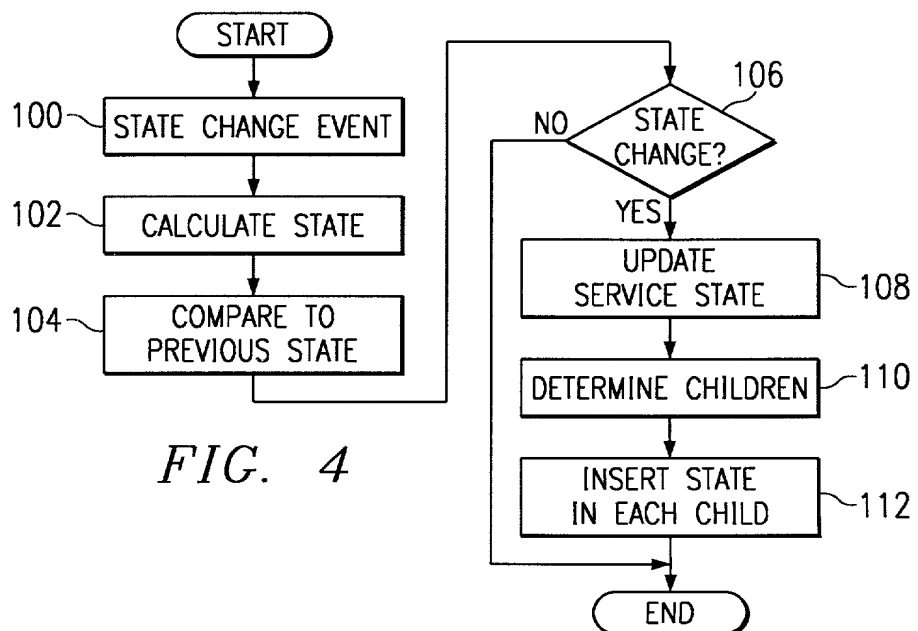 START
100
STATE CHANGE EVENT
102
CALCULATE STATE
104
COMPARE TO
PREVIOUS STATE
FIG. 4
106
STATE
CHANGE?
NO
YES
UPDATE
SERVICE STATE
108
DETERMINE CHILDREN
110
INSERT STATE
IN EACH CHILD
112
END